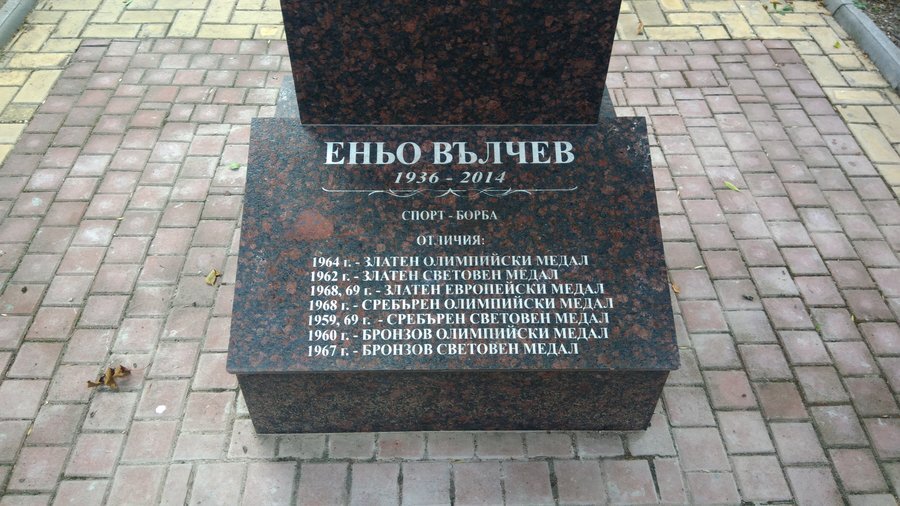 ЕНЬО ВЪЛЧЕВ
1936 - 2014
СПОРТ - БОРБА
ОТЛИЧИЯ:
1964 г. - ЗЛАТЕН ОЛИМПИЙСКИ МЕДАЛ
1962 г. - ЗЛАТЕН СВЕТОВЕН МЕДАЛ
1968, 69 г. - ЗЛАТЕН ЕВРОПЕЙСКИ МЕДАЛ
1968 г. - СРЕБЪРЕН ОЛИМПИЙСКИ МЕДАЛ
1959, 69 г. - СРЕБЪРЕН СВЕТОВЕН МЕДАЛ
1960 г. - БРОНЗОВ ОЛИМПИЙСКИ МЕДАЛ
1967 г. - БРОНЗОВ СВЕТОВЕН МЕДАЛ